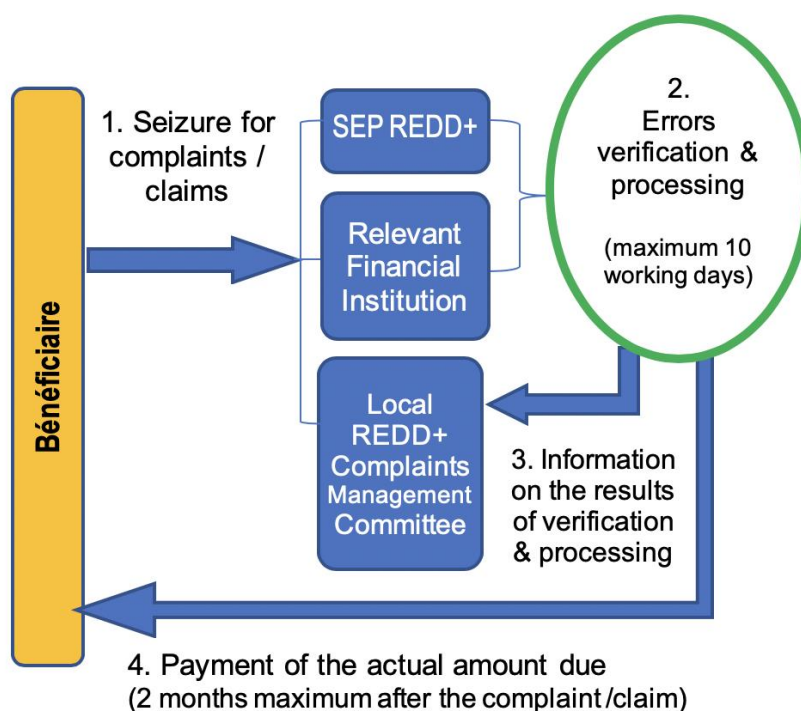 Bénéficiaire
1. Seizure for
complaints /
claims
SEP REDD+
Relevant
Financial
Institution
Local
REDD+
Complaints
Management
Committee
2.
Errors
verification &
processing
(maximum 10
working days)
3. Information
on the results
of verification
& processing
4. Payment of the actual amount due
(2 months maximum after the complaint/claim)